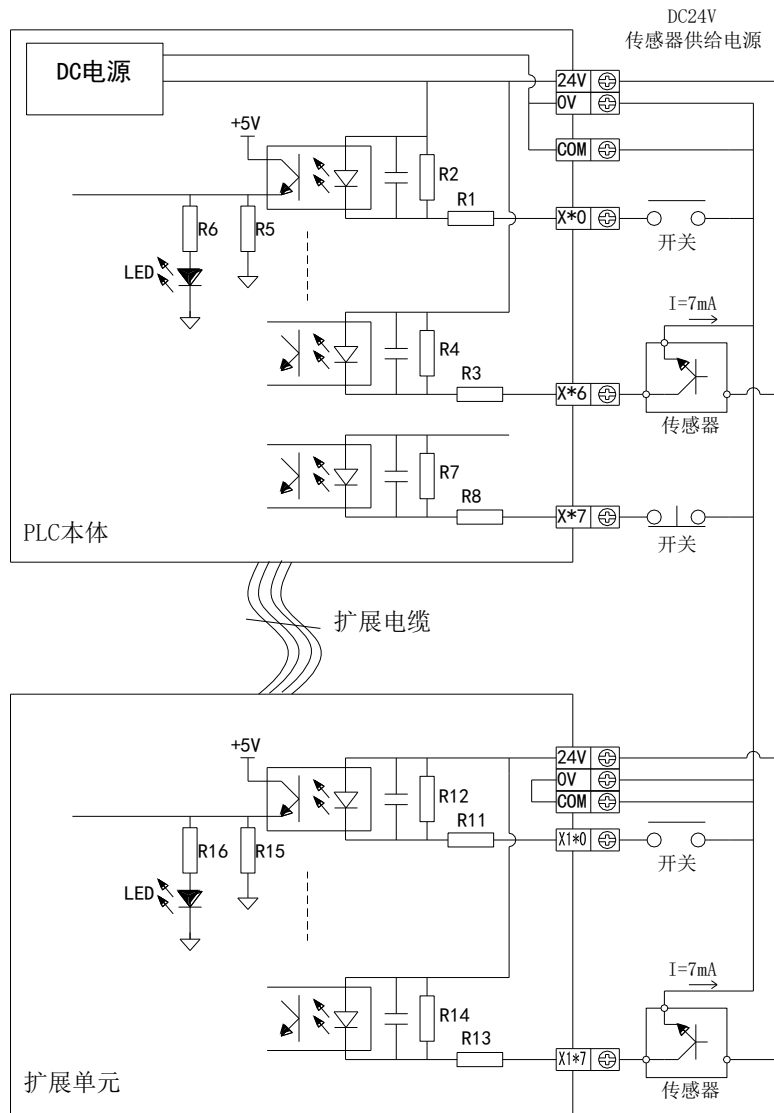 DC24V
传感器供给电源
DC电源
24V
0V
+5V
COM
R2
R1
X*0
R6
R5
开关
LED
I=7mA
R4
R3
X*6
传感器
R7
R8
X*7
PLC本体
开关
扩展电缆
+5V
24V
0V
R12
COM
R11
X1*0
R16
R15
开关
LED
I=7mA
R14
R13
X1*7
扩展单元
传感器